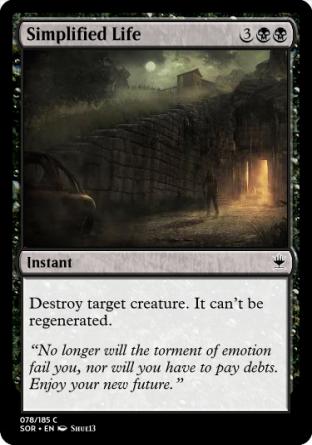 Simplified Life 3
Instant
Destroy target creature. It can’t be
regenerated.
“No longer will the torment of emotion
fail you, nor will you have to pay debts.
Enjoy your new future.”
078/185 C
SOR • EN Shue13